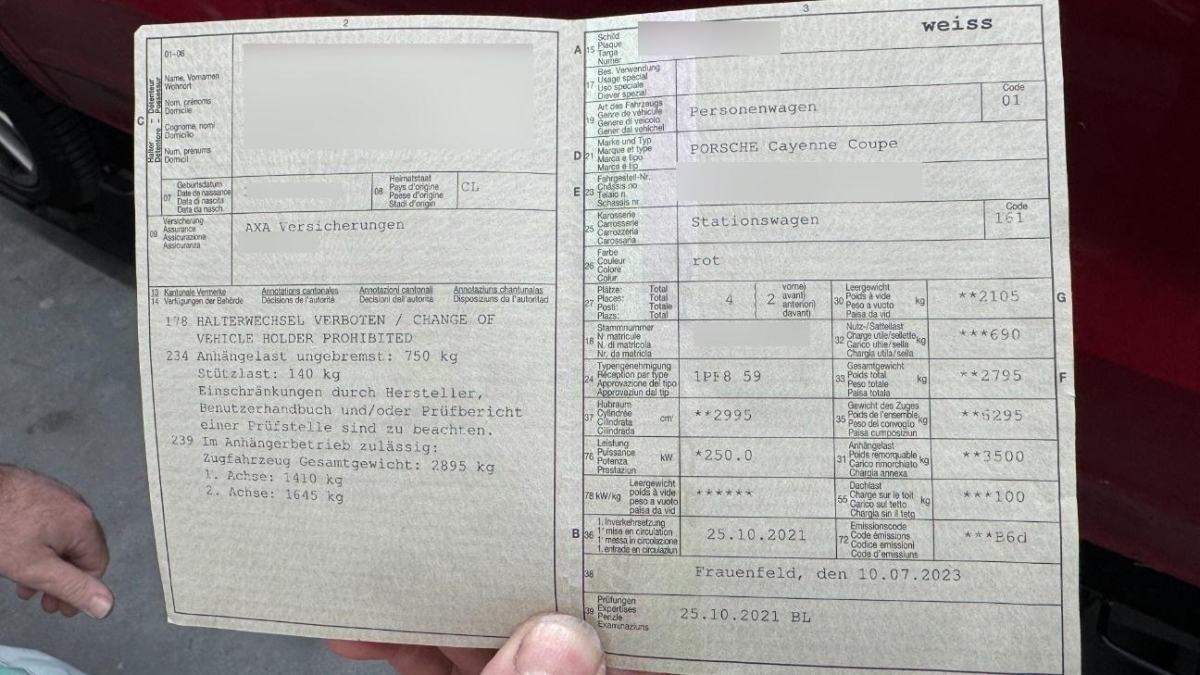 2
01-06
Halter - Détenteur
Detentore - Possessur
C
Name, Vornamen
Wohnort
Nom, prénoms
Domicile
Cognome, nomi
Domicilio
Num, prenums
Domicil
07
Geburtsdatum
Date de naissance
Data di nascita
Data da nasch.
08
Heimatstaat
Pays d'origine
Paese d'origine
Stadi d'origin
CL
09
Versicherung
Assurance
Assicurazione
Assicuranza
AXA Versicherungen
13 Kantonale Vermerke Annotations cantonales Annotazioni cantonali Annotaziuns chantunalas
14 Verfügungen der Behörde Décisions de l'autorité Decisioni dell'autorità Disposiziuns da l'autoritad
178 HALTERWECHSEL VERBOTEN / CHANGE OF
VEHICLE HOLDER PROHIBITED
234 Anhängelast ungebremst: 750 kg
Stützlast: 140 kg
Einschränkungen durch Hersteller,
Benutzerhandbuch und/oder Prüfbericht
einer Prüfstelle sind zu beachten.
239 Im Anhängerbetrieb zulässig:
Zugfahrzeug Gesamtgewicht: 2895 kg
1. Achse: 1410 kg
2. Achse: 1645 kg
3
weiss
A 15
Schild
Plaque
Targa
Numer
17
Bes. Verwendung
Usage spécial
Uso speciale
Diever spezial
19
Art des Fahrzeugs
Genre de véhicule
Genere di veicolo
Gener dal vehichel
Personenwagen
Code
01
D 21
Marke und Typ
Marque et type
Marca e tipo
Marca e tip
PORSCHE Cayenne Coupe
E 23
Fahrgestell-Nr.
Châssis no
Telaio n.
Schassis nr.
25
Karosserie
Carrosserie
Carrozzeria
Carossaria
Stationswagen
Code
161
26
Farbe
Couleur
Colore
Colur
rot
27
Plätze: Total
Places: Total
Posti: Totale
Plazs: Total
4 ( 2
vorne)
avant)
anteriori)
davant)
30
Leergewicht
Poids à vide
Peso a vuoto
Paisa da vid
kg
**2105
G
18
Stammnummer
N° matricule
N. di matricola
Nr. da matricla
32
Nutz-/Sattellast
Charge utile/sellette
Carico utile/sella
Chargia utila/sella
kg
***690
24
Typengenehmigung
Réception par type
Approvazione del tipo
Approvaziun dal tip
1PF8 59
33
Gesamtgewicht
Poids total
Peso totale
Paisa totala
kg
**2795
F
37
Hubraum
Cylindrée
Cilindrata
Cilindrada
cm³
**2995
35
Gewicht des Zuges
Poids de l'ensemble
Peso del convoglio
Paisa cumposiziun
kg
**6295
76
Leistung
Puissance
Potenza
Prestaziun
kW
*250.0
31
Anhängelast
Poids remorquable
Carico rimorchiato
Chargia annexa
kg
**3500
78 kW/kg
Leergewicht
poids à vide
peso a vuoto
paisa da vid
******
55
Dachlast
Charge sur le toit
Carico sul tetto
Chargia sin il tetg
kg
***100
B 36
1. Inverkehrsetzung
1re mise en circulation
1a messa in circolazione
1. entrada en circulaziun
25.10.2021
72
Emissionscode
Code émissions
Codice emissioni
Code d'emissiuns
***B6d
38
Frauenfeld, den 10.07.2023
39
Prüfungen
Expertises
Perizie
Examinaziuns
25.10.2021 BL